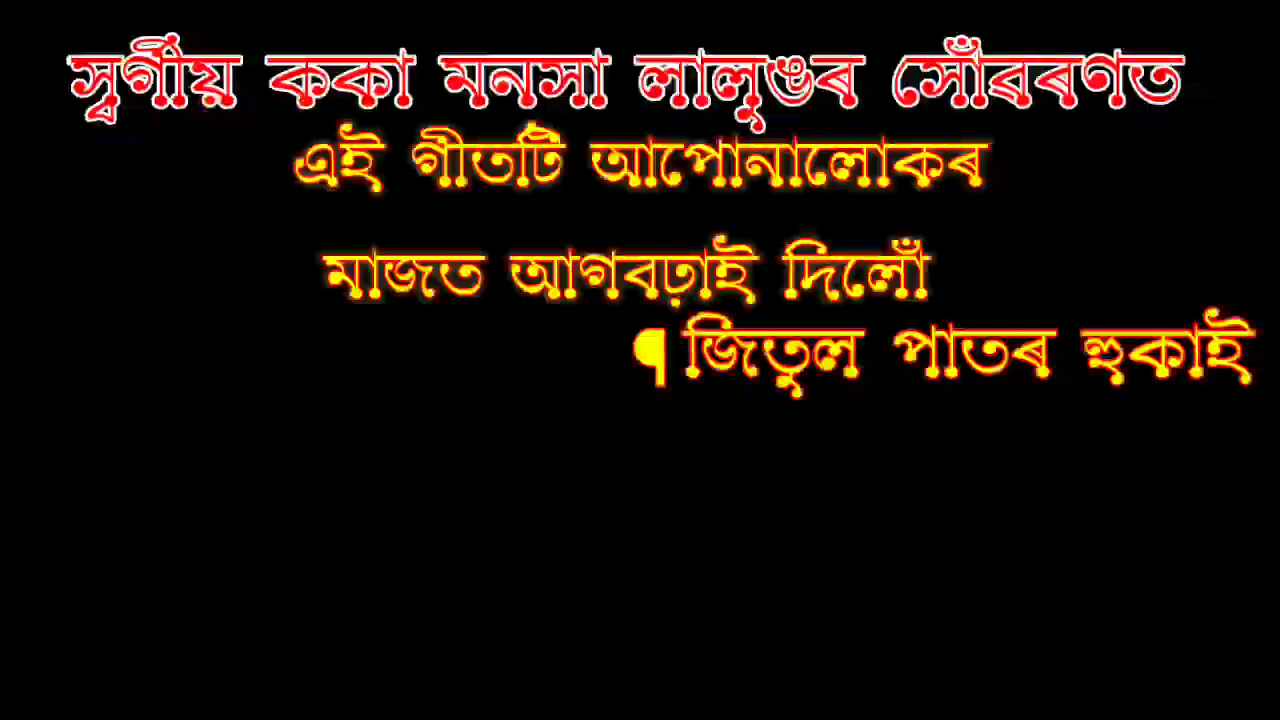 স্বৰ্গীয় ককা মনসা লালুঙৰ সোঁৱৰণত
এই গীতটি আপোনালোকৰ
মাজত আগবঢ়াই দিলোঁ
¶ জিতুল পাতৰ হুকাই